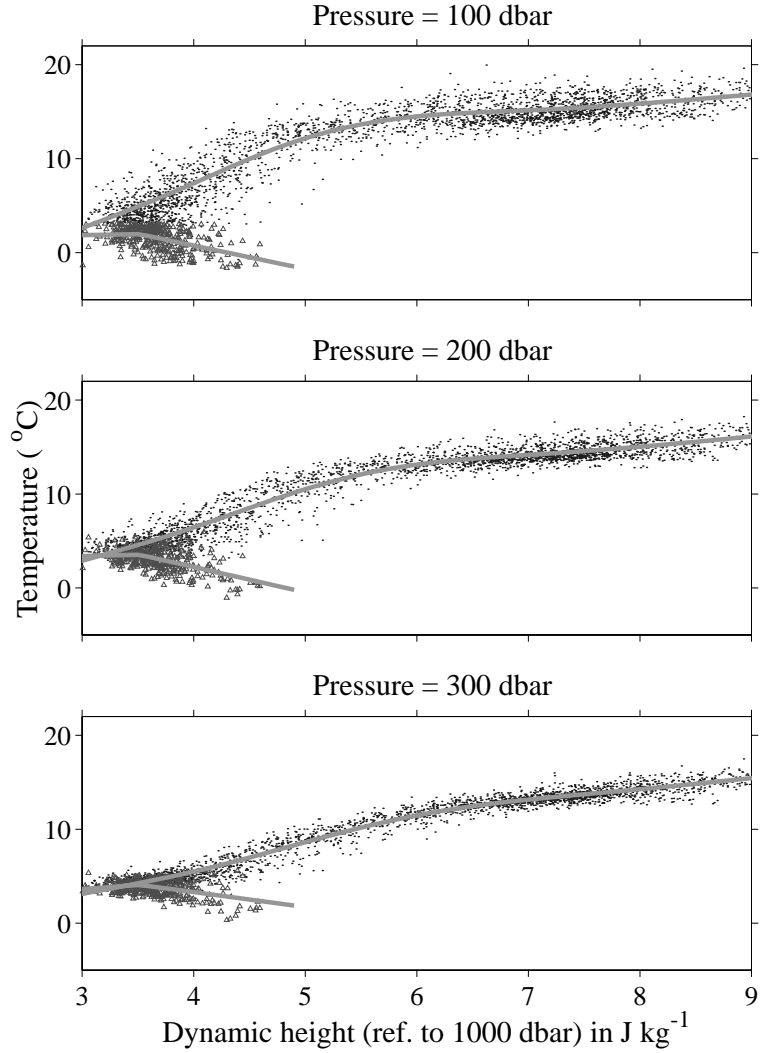 Pressure = 100 dbar
20
10
0
Pressure = 200 dbar
20
10
0
Temperature ( °C)
Pressure = 300 dbar
20
10
0
3 4 5 6 7 8 9
Dynamic height (ref. to 1000 dbar) in J kg⁻¹